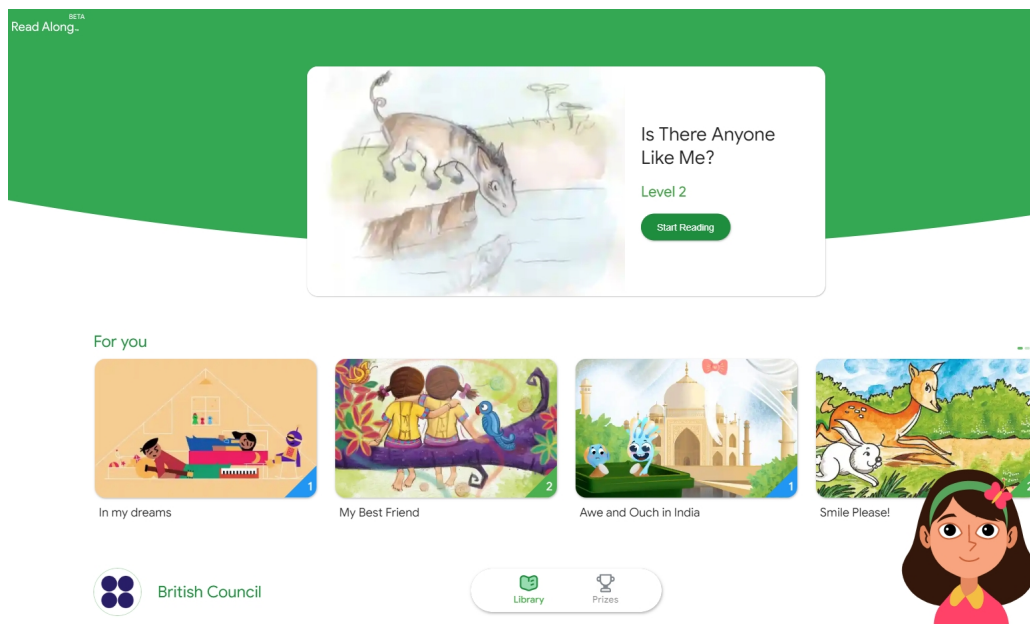 BETA
Read Along..
Is There Anyone
Like Me?
Level 2
Start Reading
For you
1
2
1
2
In my dreams
My Best Friend
Awe and Ouch in India
Smile Please!
British Council
Library
Prizes